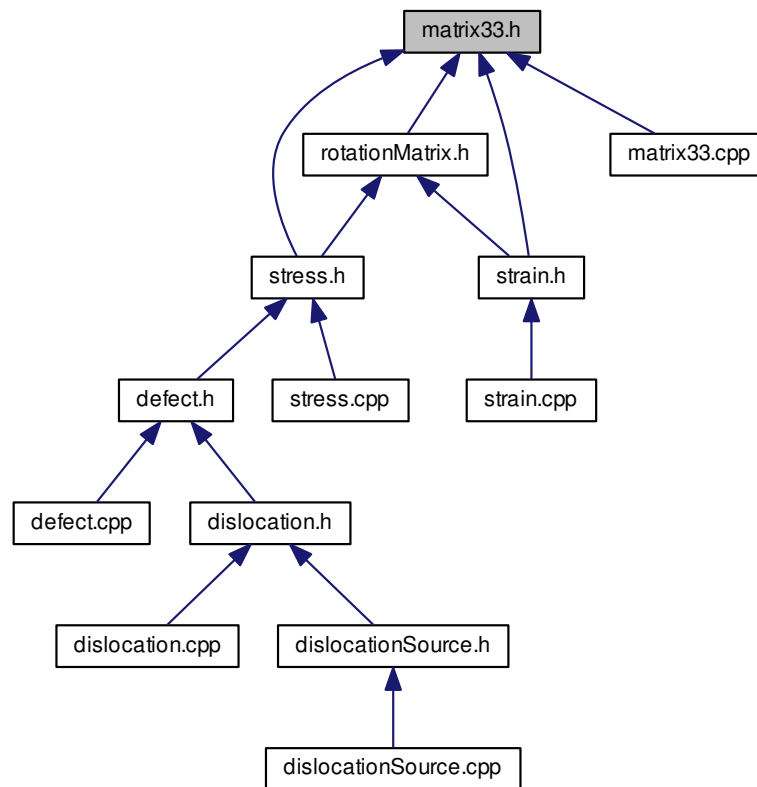 matrix33.h
rotationMatrix.h
matrix33.cpp
stress.h
strain.h
defect.h
stress.cpp
strain.cpp
defect.cpp
dislocation.h
dislocation.cpp
dislocationSource.h
dislocationSource.cpp